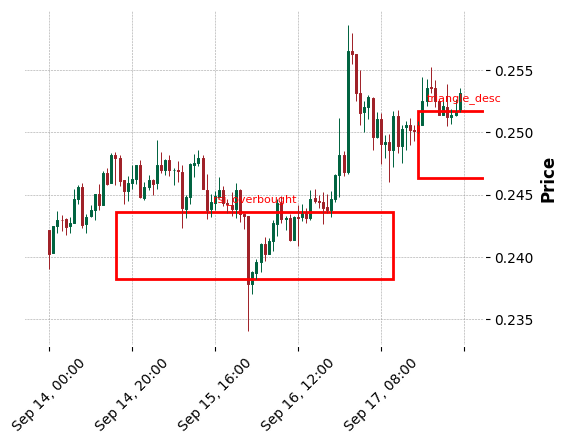 0.255
triangle_desc
0.250
0.245
rsi_overbought
0.240
0.235
Price
Sep 14, 00:00
Sep 14, 20:00
Sep 15, 16:00
Sep 16, 12:00
Sep 17, 08:00